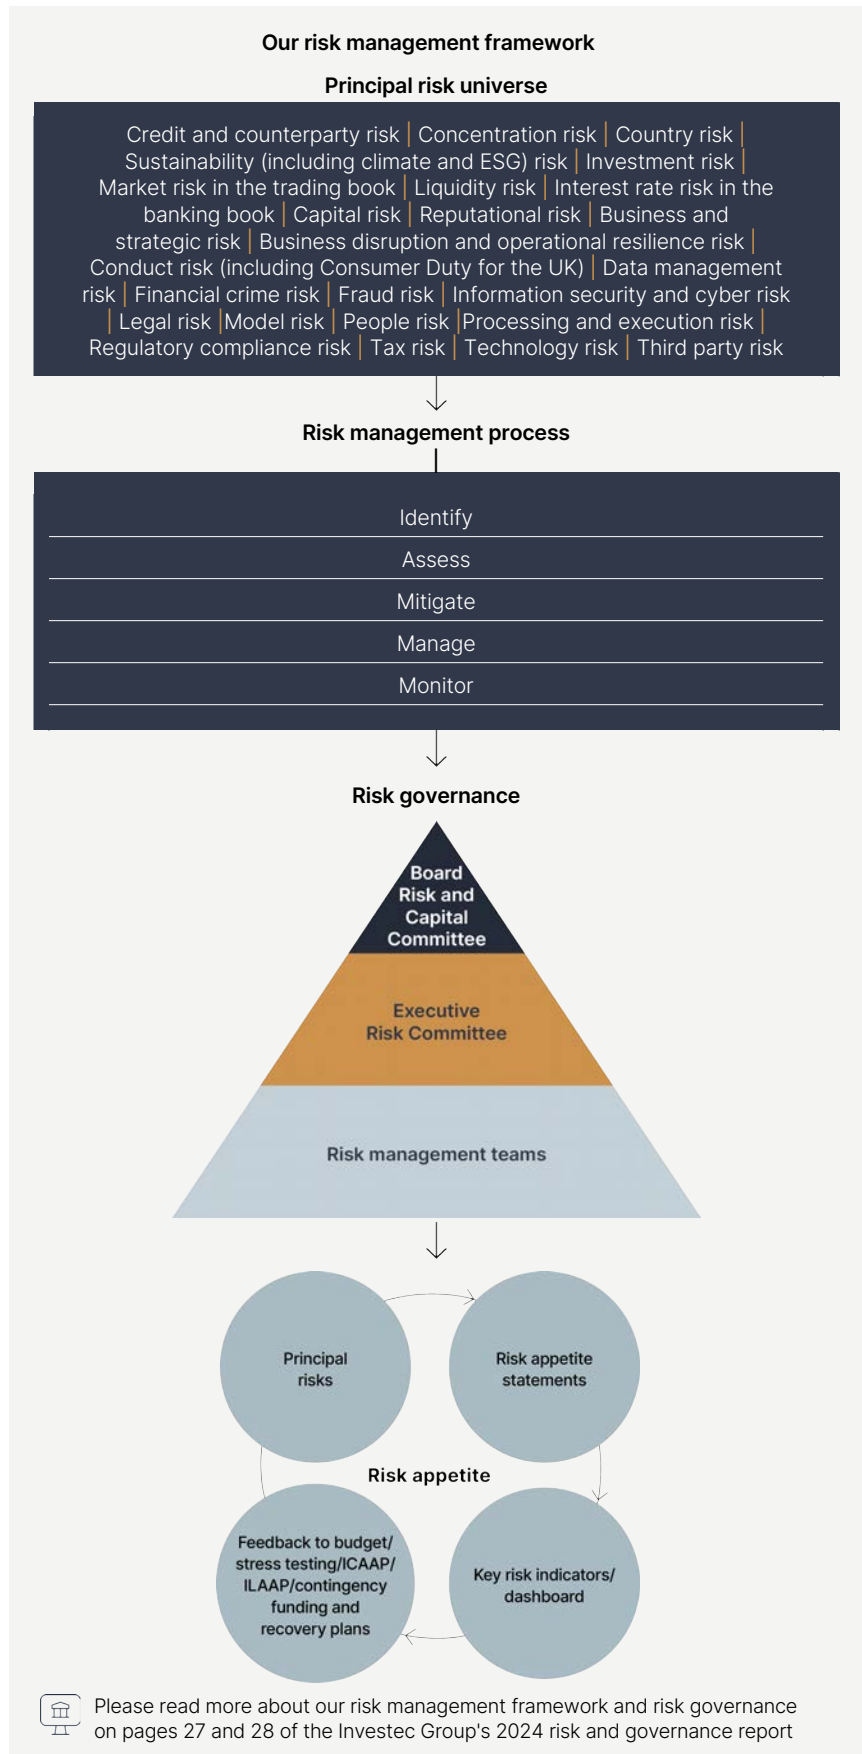 Our risk management framework
Principal risk universe
Credit and counterparty risk | Concentration risk | Country risk |
Sustainability (including climate and ESG) risk | Investment risk |
Market risk in the trading book | Liquidity risk | Interest rate risk in the
banking book | Capital risk | Reputational risk | Business and
strategic risk | Business disruption and operational resilience risk |
Conduct risk (including Consumer Duty for the UK) | Data management
risk | Financial crime risk | Fraud risk | Information security and cyber risk
| Legal risk |Model risk | People risk |Processing and execution risk |
Regulatory compliance risk | Tax risk | Technology risk | Third party risk
Risk management process
Identify
Assess
Mitigate
Manage
Monitor
Risk governance
Board
Risk and
Capital
Committee
Executive
Risk Committee
Risk management teams
Principal
risks
Risk appetite
statements
Risk appetite
Feedback to budget/
stress testing/ICAAP/
ILAAP/contingency
funding and
recovery plans
Key risk indicators/
dashboard
Please read more about our risk management framework and risk governance
on pages 27 and 28 of the Investec Group's 2024 risk and governance report